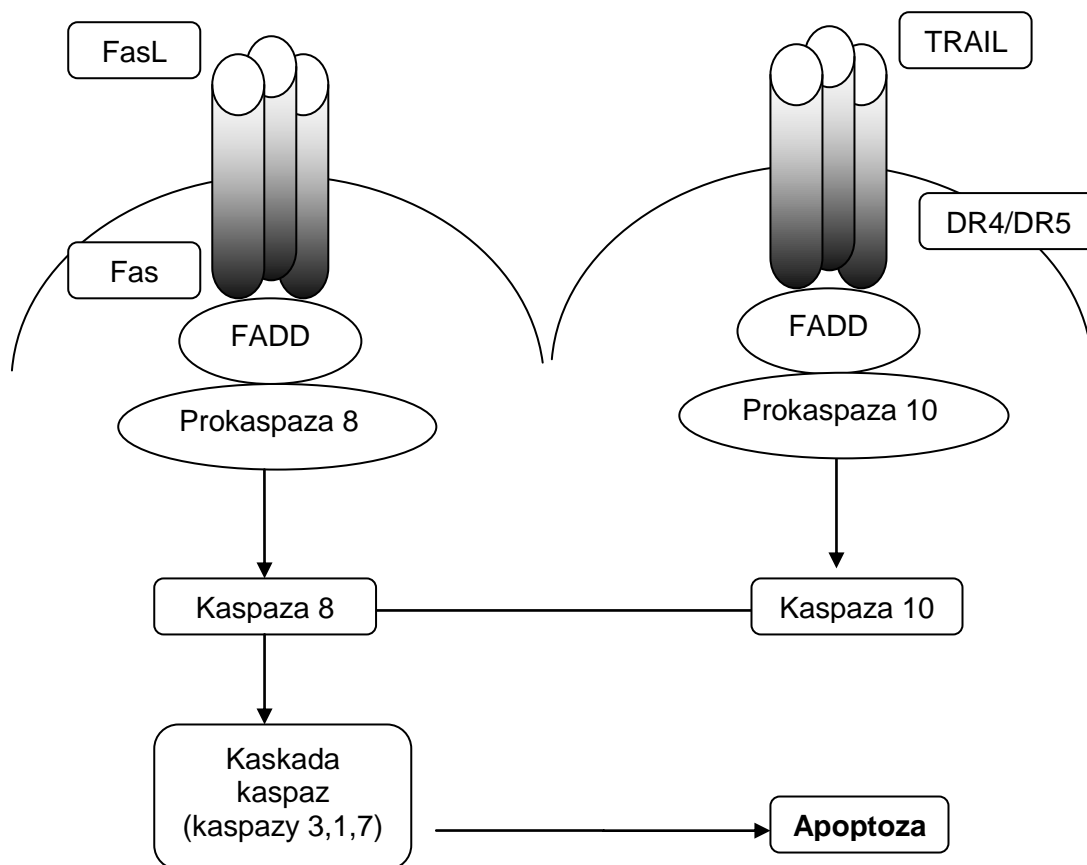 FasL
TRAIL
DR4/DR5
Fas
FADD
FADD
Prokaspaza 8
Prokaspaza 10
Kaspaza 8
Kaspaza 10
Kaskada
kaspaz
(kaspazy 3,1,7)
Apoptoza